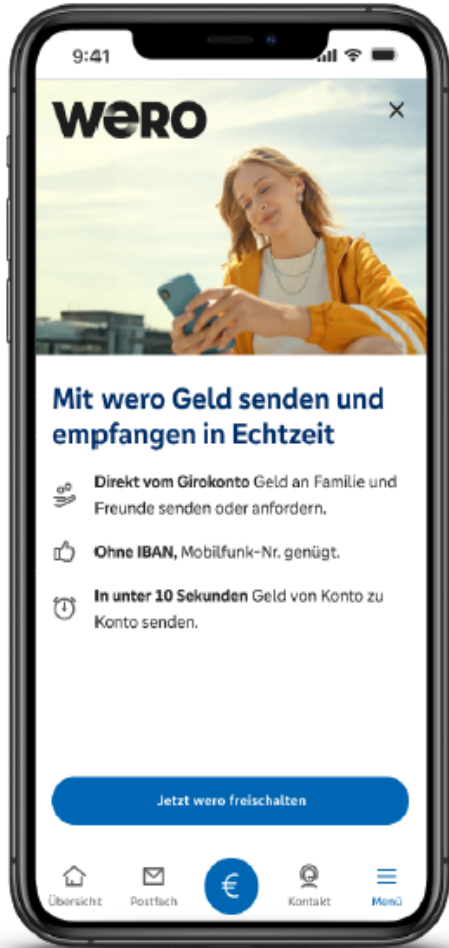 9:41
wero
Mit wero Geld senden und
empfangen in Echtzeit
Direkt vom Girokonto Geld an Familie und
Freunde senden oder anfordern.
Ohne IBAN, Mobilfunk-Nr. genügt.
In unter 10 Sekunden Geld von Konto zu
Konto senden.
Jetzt wero freischalten
Übersicht
Postfach
€
Kontakt
Menü